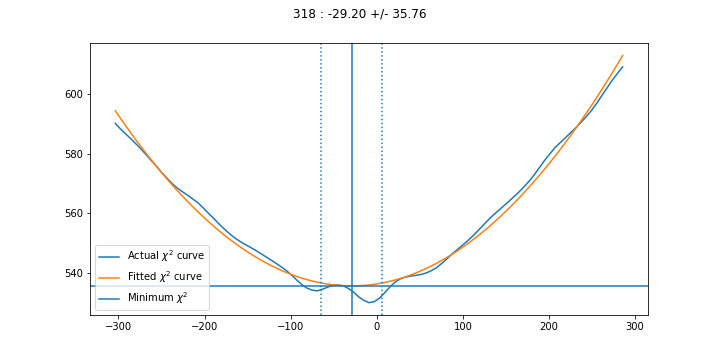 318 : -29.20 +/- 35.76
600
580
560
540
Actual χ² curve
Fitted χ² curve
Minimum χ²
−300
−200
−100
0
100
200
300